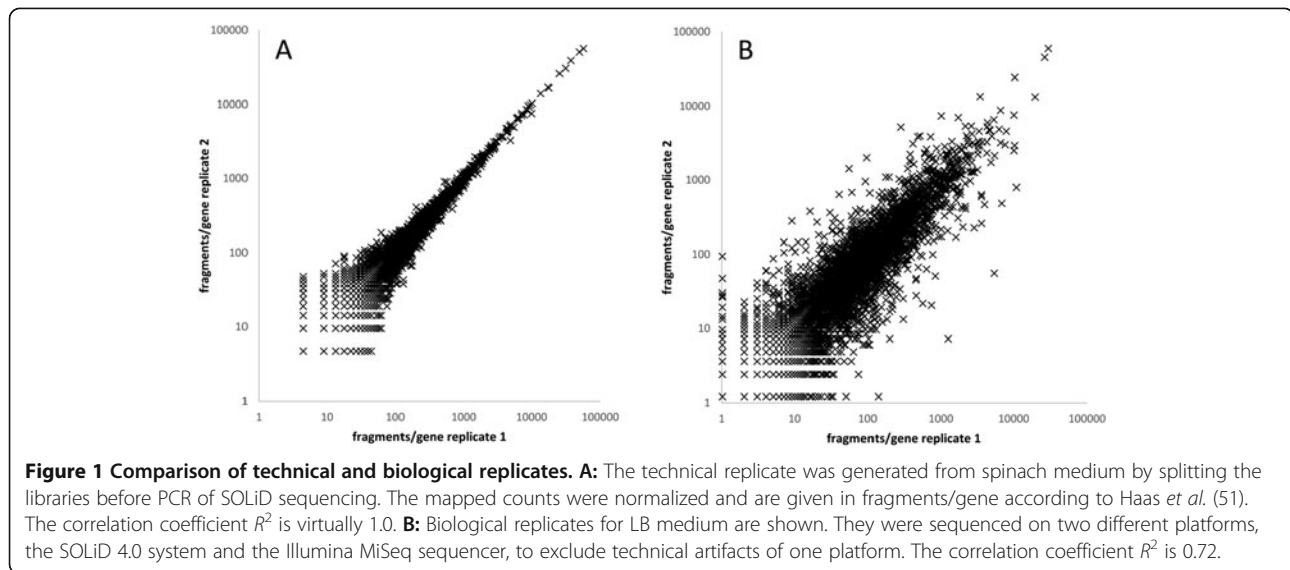 A
100000
10000
1000
100
10
1
fragments/gene replicate 2
1 10 100 1000 10000 100000
fragments/gene replicate 1
B
100000
10000
1000
100
10
1
fragments/gene replicate 2
1 10 100 1000 10000 100000
fragments/gene replicate 1
Figure 1 Comparison of technical and biological replicates. A: The technical replicate was generated from spinach medium by splitting the
libraries before PCR of SOLiD sequencing. The mapped counts were normalized and are given in fragments/gene according to Haas et al. (51).
The correlation coefficient R² is virtually 1.0. B: Biological replicates for LB medium are shown. They were sequenced on two different platforms,
the SOLiD 4.0 system and the Illumina MiSeq sequencer, to exclude technical artifacts of one platform. The correlation coefficient R² is 0.72.